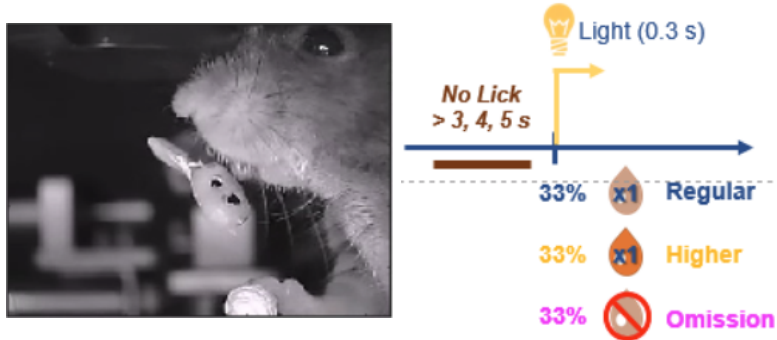 Light (0.3 s)
No Lick
> 3, 4, 5 s
33% x1 Regular
33% x1 Higher
33% Omission